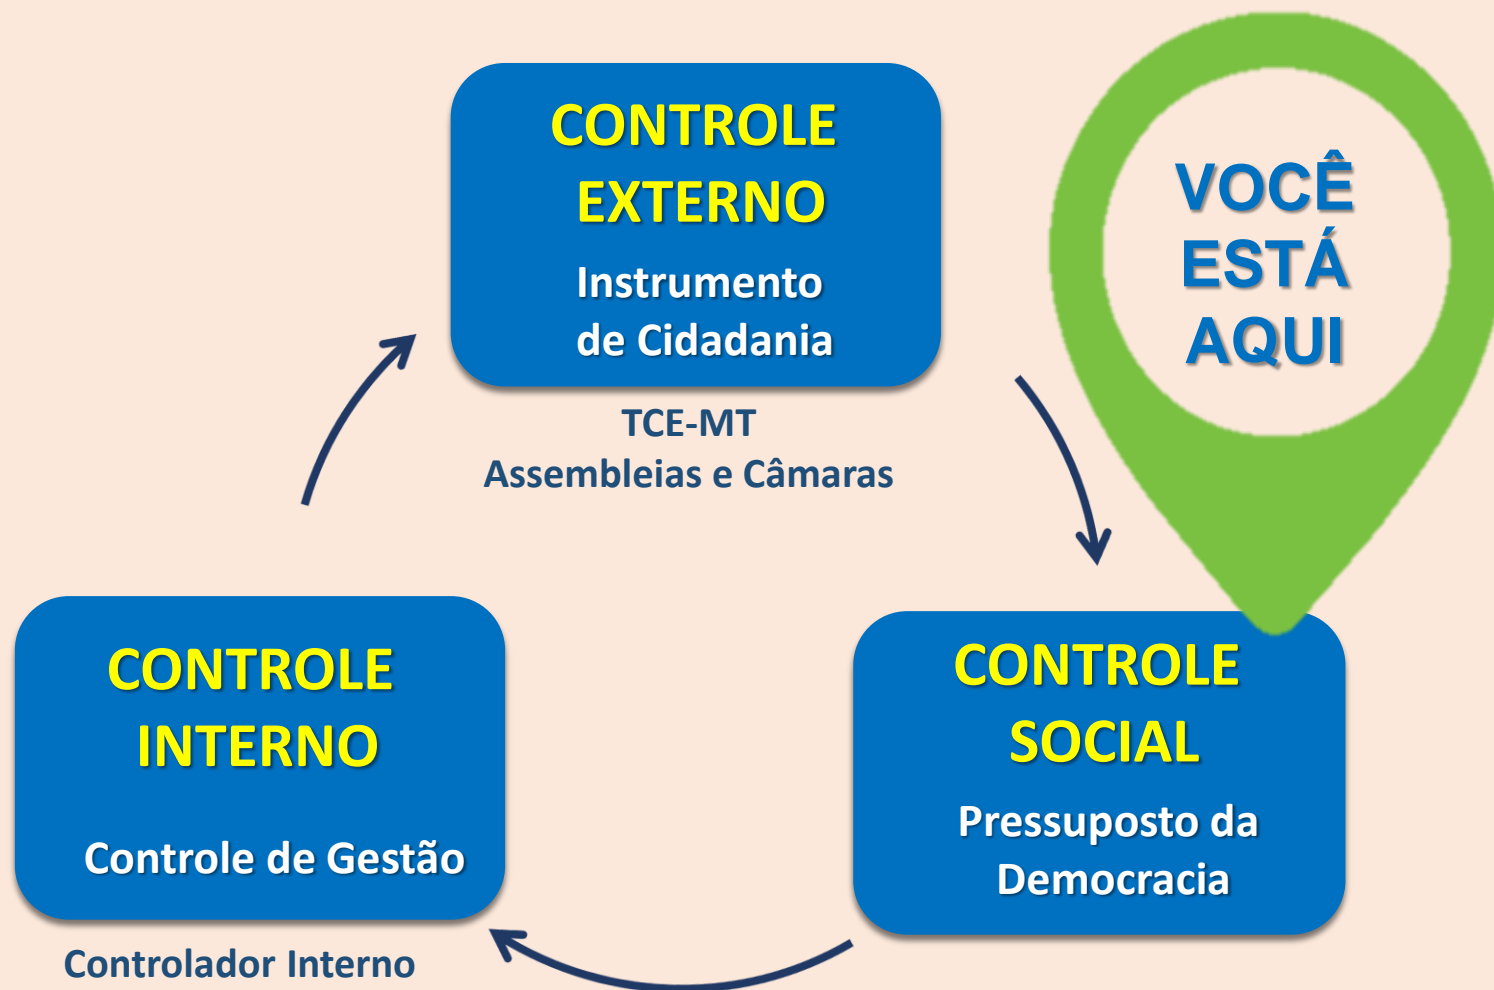 CONTROLE
EXTERNO
Instrumento
de Cidadania
TCE-MT
Assembleias e Câmaras
VOCÊ
ESTÁ
AQUI
CONTROLE
INTERNO
Controle de Gestão
Controlador Interno
CONTROLE
SOCIAL
Pressuposto da
Democracia